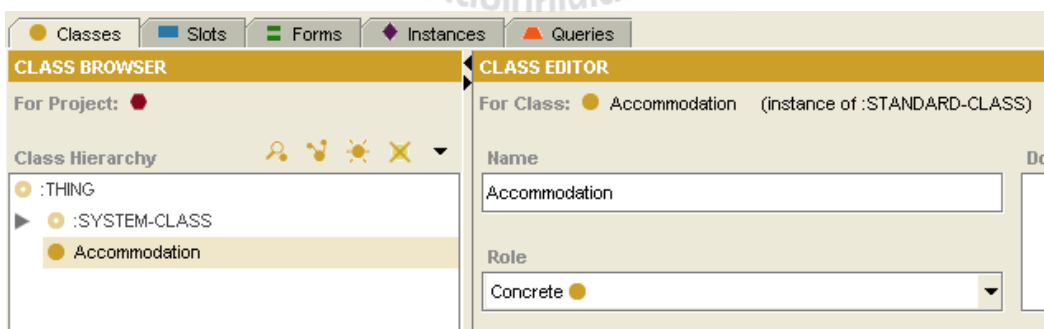 Classes Slots Forms Instances Queries
CLASS BROWSER
For Project:
Class Hierarchy
:THING
:SYSTEM-CLASS
Accommodation
CLASS EDITOR
For Class: Accommodation (instance of :STANDARD-CLASS)
Name
Accommodation
Role
Concrete